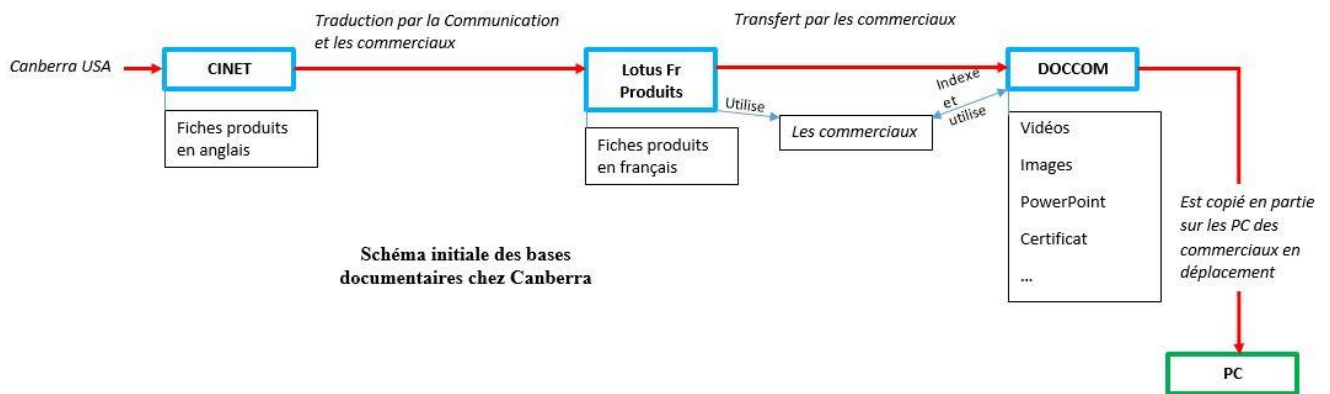 Traduction par la Communication
et les commerciaux
Transfert par les commerciaux
Canberra USA
CINET
Lotus Fr
Produits
DOCCOM
Utilise
Indexe
et
utilise
Fiches produits
en anglais
Fiches produits
en français
Les commerciaux
Vidéos
Images
PowerPoint
Certificat
...
Est copié en partie
sur les PC des
commerciaux en
déplacement
Schéma initiale des bases
documentaires chez Canberra
PC